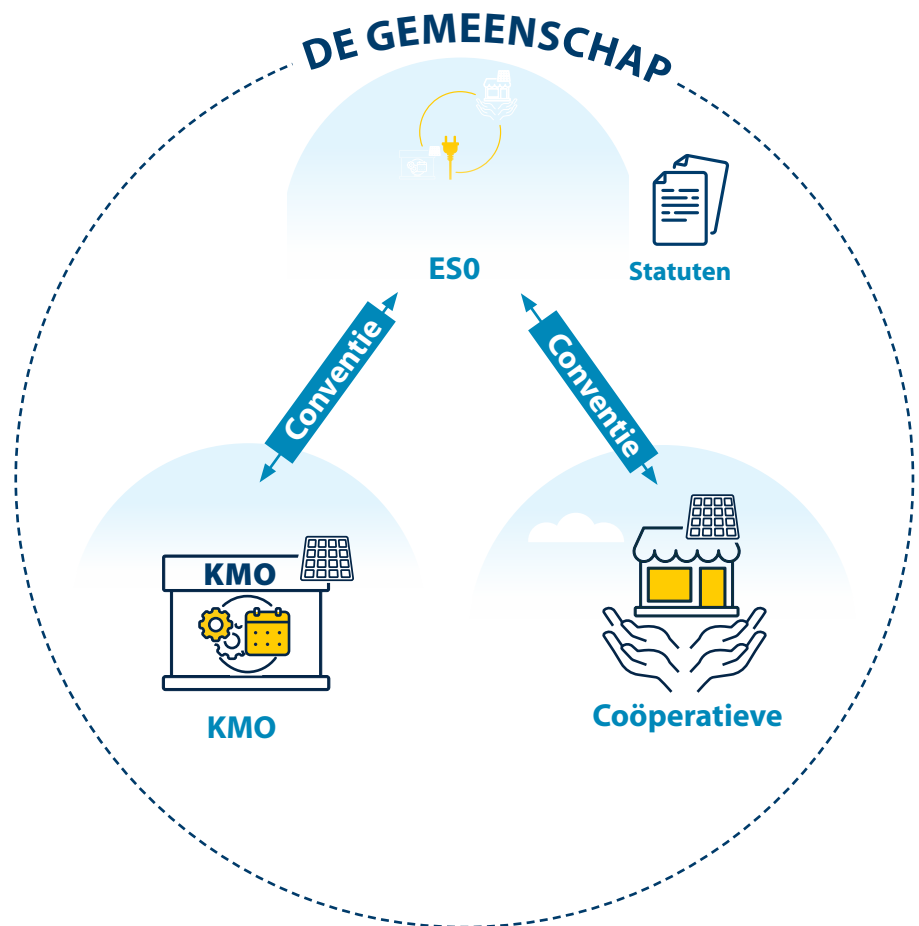 DE GEMEENSCHAP
ES0
Statuten
Conventie
Conventie
KMO
KMO
Coöperatieve